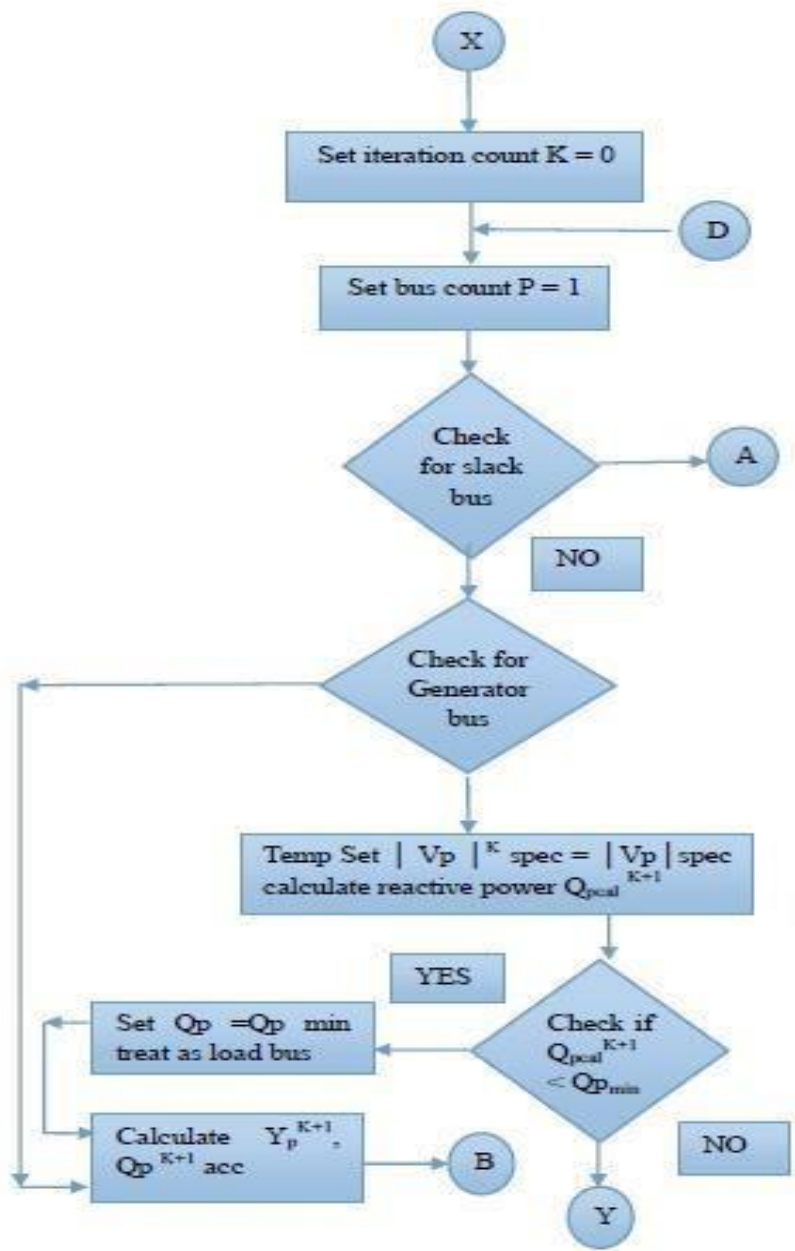 X
Set iteration count K = 0
D
Set bus count P = 1
Check
for slack
bus
A
NO
Check for
Generator
bus
Temp Set | Vp |ᴷ spec = |Vp| spec
calculate reactive power Qpcal K+1
YES
Set Qp =Qp min
treat as load bus
Check if
Qpcal K+1
< Qpmin
Calculate Yp K+1 ,
Qp K+1 acc
B
NO
Y